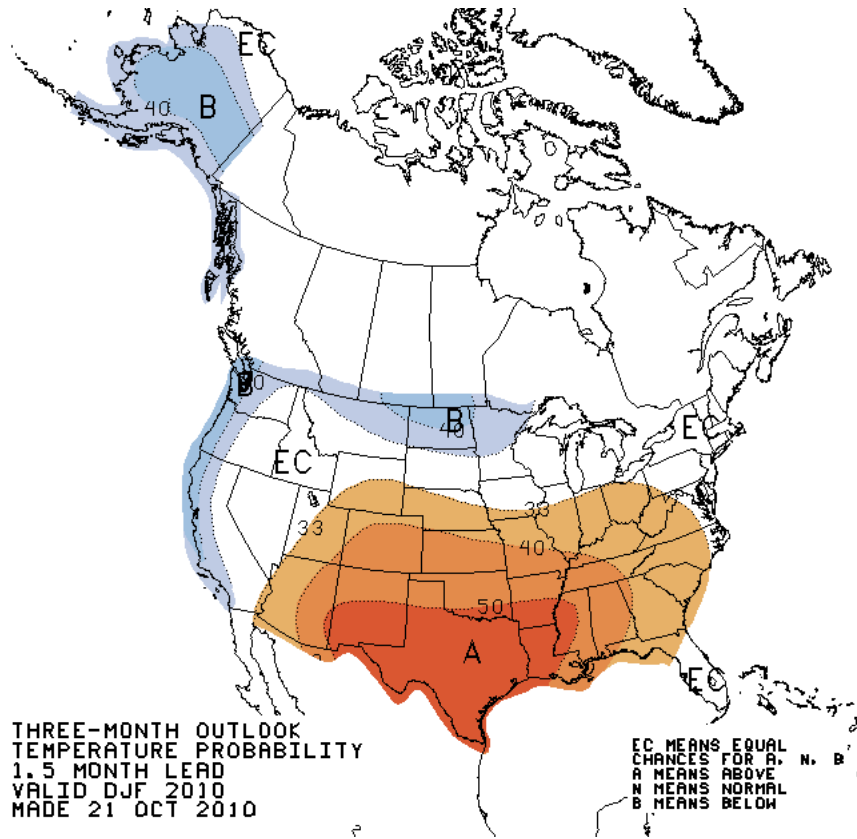 EC
B
40
B
40
EC
EC
33
33
40
50
A
EC
THREE-MONTH OUTLOOK
TEMPERATURE PROBABILITY
1.5 MONTH LEAD
VALID DJF 2010
MADE 21 OCT 2010
EC MEANS EQUAL
CHANCES FOR A, N, B
A MEANS ABOVE
N MEANS NORMAL
B MEANS BELOW